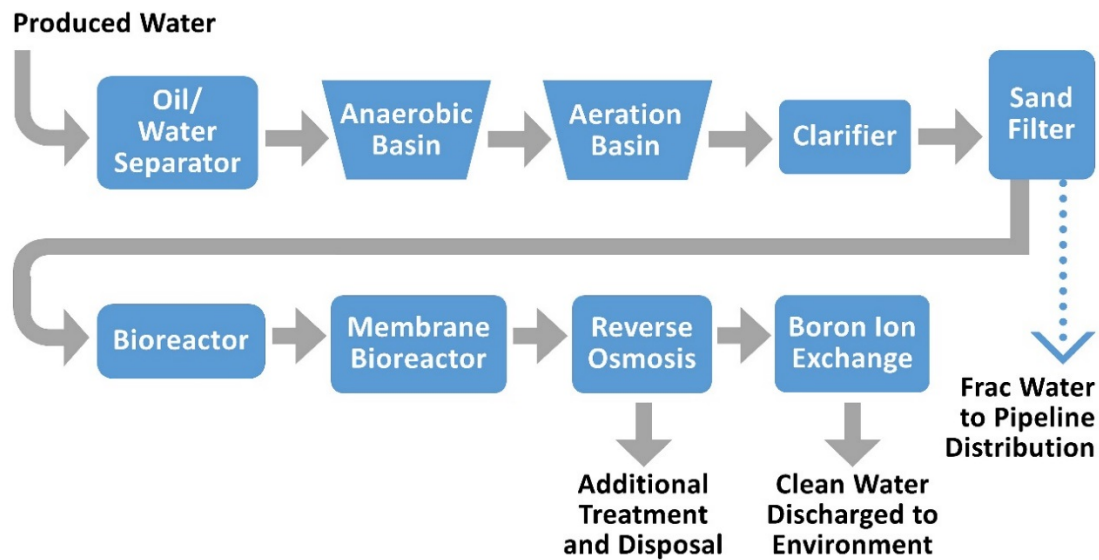 Produced Water
Oil/
Water
Separator
Anaerobic
Basin
Aeration
Basin
Clarifier
Sand
Filter
Bioreactor
Membrane
Bioreactor
Reverse
Osmosis
Boron Ion
Exchange
Frac Water
to Pipeline
Distribution
Additional
Treatment
and Disposal
Clean Water
Discharged to
Environment